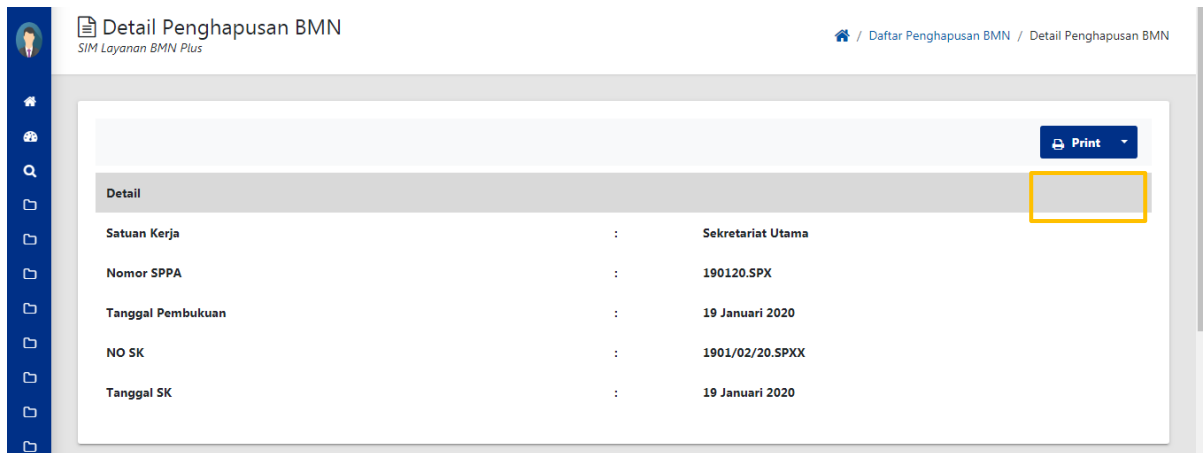 Detail Penghapusan BMN
SIM Layanan BMN Plus
/ Daftar Penghapusan BMN / Detail Penghapusan BMN
Print
Detail
Satuan Kerja : Sekretariat Utama
Nomor SPPA : 190120.SPX
Tanggal Pembukuan : 19 Januari 2020
NO SK : 1901/02/20.SPXX
Tanggal SK : 19 Januari 2020